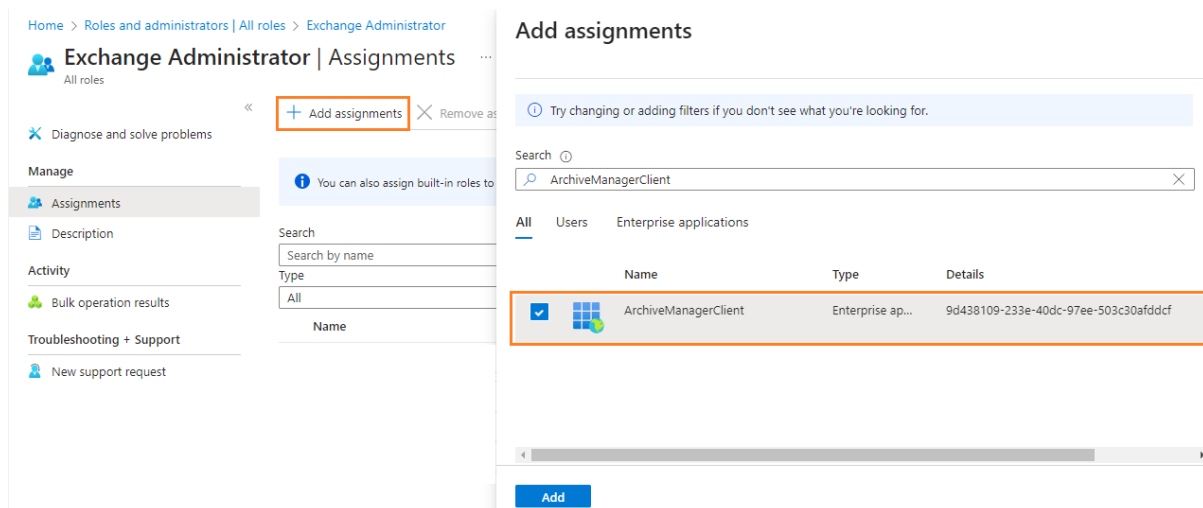 Home > Roles and administrators | All roles > Exchange Administrator
Exchange Administrator | Assignments ...
All roles
«
Diagnose and solve problems
Manage
Assignments
Description
Activity
Bulk operation results
Troubleshooting + Support
New support request
Add assignments
Remove as
You can also assign built-in roles to
Search
Search by name
Type
All
Name
Add assignments
Try changing or adding filters if you don't see what you're looking for.
Search
ArchiveManagerClient
All Users Enterprise applications
Name Type Details
ArchiveManagerClient Enterprise ap... 9d438109-233e-40dc-97ee-503c30afddcf
Add